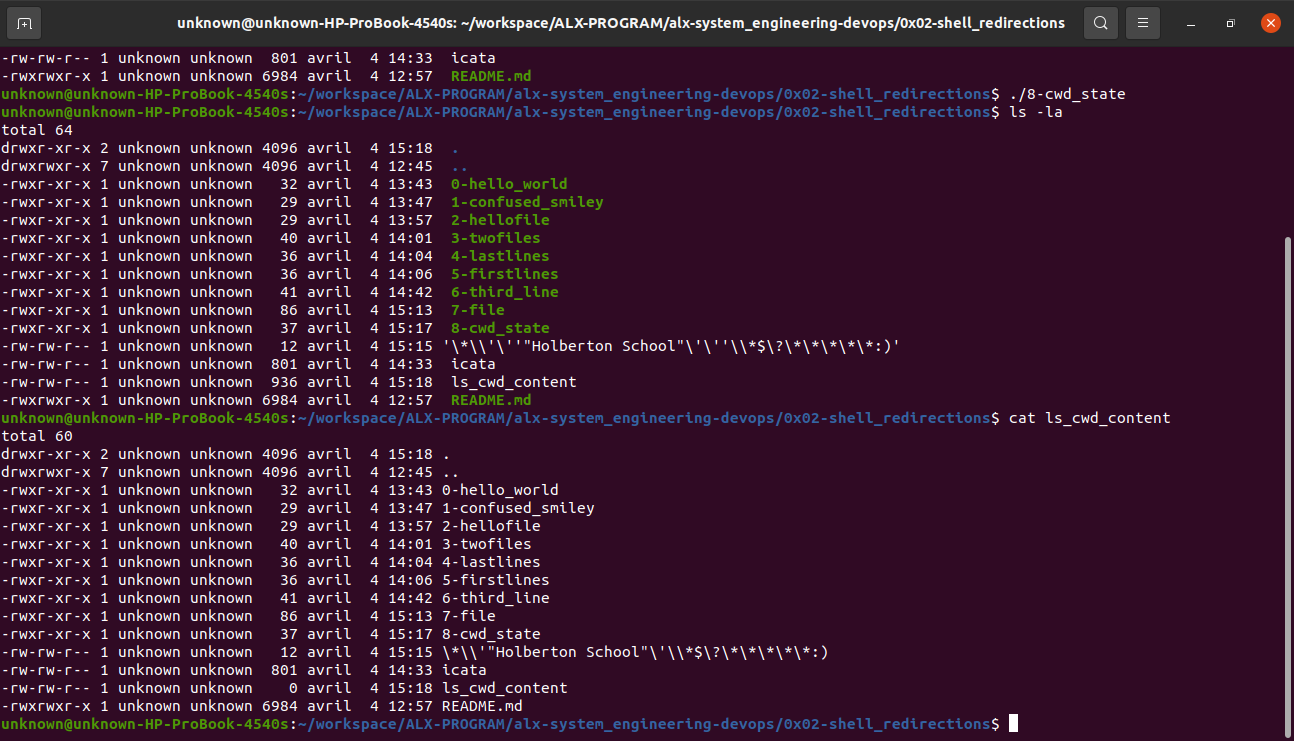 unknown@unknown-HP-ProBook-4540s: ~/workspace/ALX-PROGRAM/alx-system_engineering-devops/0x02-shell_redirections
-rw-rw-r-- 1 unknown unknown  801 avril  4 14:33  icata
-rwxrwxr-x 1 unknown unknown 6984 avril  4 12:57  README.md
unknown@unknown-HP-ProBook-4540s:~/workspace/ALX-PROGRAM/alx-system_engineering-devops/0x02-shell_redirections$ ./8-cwd_state
unknown@unknown-HP-ProBook-4540s:~/workspace/ALX-PROGRAM/alx-system_engineering-devops/0x02-shell_redirections$ ls -la
total 64
drwxr-xr-x 2 unknown unknown 4096 avril  4 15:18  .
drwxrwxr-x 7 unknown unknown 4096 avril  4 12:45  ..
-rwxr-xr-x 1 unknown unknown   32 avril  4 13:43  0-hello_world
-rwxr-xr-x 1 unknown unknown   29 avril  4 13:47  1-confused_smiley
-rwxr-xr-x 1 unknown unknown   29 avril  4 13:57  2-hellofile
-rwxr-xr-x 1 unknown unknown   40 avril  4 14:01  3-twofiles
-rwxr-xr-x 1 unknown unknown   36 avril  4 14:04  4-lastlines
-rwxr-xr-x 1 unknown unknown   36 avril  4 14:06  5-firstlines
-rwxr-xr-x 1 unknown unknown   41 avril  4 14:42  6-third_line
-rwxr-xr-x 1 unknown unknown   86 avril  4 15:13  7-file
-rwxr-xr-x 1 unknown unknown   37 avril  4 15:17  8-cwd_state
-rw-rw-r-- 1 unknown unknown   12 avril  4 15:15 '\*\\'\''"Holberton School"\'\''\\*$\?\*\*\*\*\*:)'
-rw-rw-r-- 1 unknown unknown  801 avril  4 14:33  icata
-rw-rw-r-- 1 unknown unknown  936 avril  4 15:18  ls_cwd_content
-rwxrwxr-x 1 unknown unknown 6984 avril  4 12:57  README.md
unknown@unknown-HP-ProBook-4540s:~/workspace/ALX-PROGRAM/alx-system_engineering-devops/0x02-shell_redirections$ cat ls_cwd_content
total 60
drwxr-xr-x 2 unknown unknown 4096 avril  4 15:18 .
drwxrwxr-x 7 unknown unknown 4096 avril  4 12:45 ..
-rwxr-xr-x 1 unknown unknown   32 avril  4 13:43 0-hello_world
-rwxr-xr-x 1 unknown unknown   29 avril  4 13:47 1-confused_smiley
-rwxr-xr-x 1 unknown unknown   29 avril  4 13:57 2-hellofile
-rwxr-xr-x 1 unknown unknown   40 avril  4 14:01 3-twofiles
-rwxr-xr-x 1 unknown unknown   36 avril  4 14:04 4-lastlines
-rwxr-xr-x 1 unknown unknown   36 avril  4 14:06 5-firstlines
-rwxr-xr-x 1 unknown unknown   41 avril  4 14:42 6-third_line
-rwxr-xr-x 1 unknown unknown   86 avril  4 15:13 7-file
-rwxr-xr-x 1 unknown unknown   37 avril  4 15:17 8-cwd_state
-rw-rw-r-- 1 unknown unknown   12 avril  4 15:15 \*\\'"Holberton School"\'\\*$\?\*\*\*\*\*:)
-rw-rw-r-- 1 unknown unknown  801 avril  4 14:33 icata
-rw-rw-r-- 1 unknown unknown    0 avril  4 15:18 ls_cwd_content
-rwxrwxr-x 1 unknown unknown 6984 avril  4 12:57 README.md
unknown@unknown-HP-ProBook-4540s:~/workspace/ALX-PROGRAM/alx-system_engineering-devops/0x02-shell_redirections$